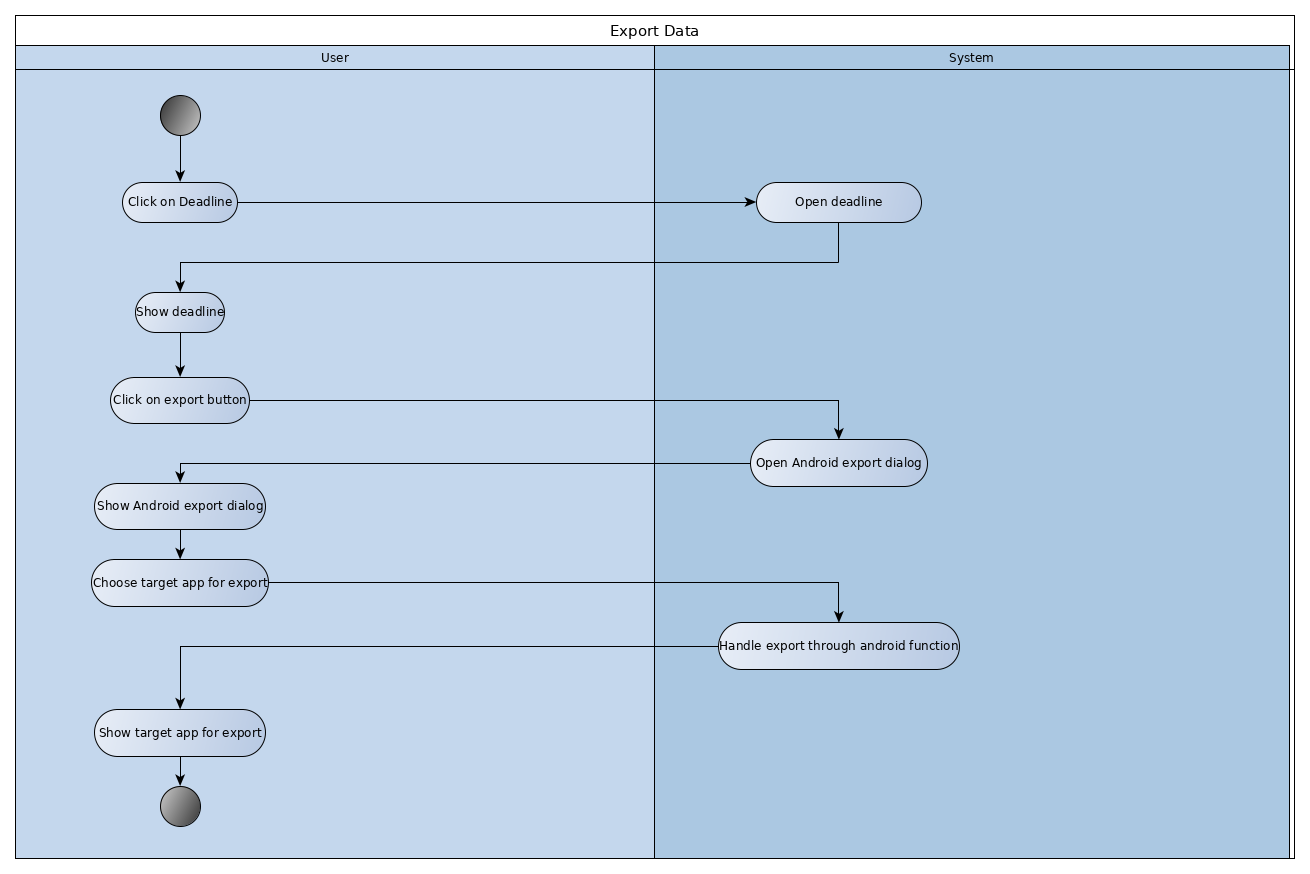 Export Data
User
System
Click on Deadline
Open deadline
Show deadline
Click on export button
Open Android export dialog
Show Android export dialog
Choose target app for export
Handle export through android function
Show target app for export